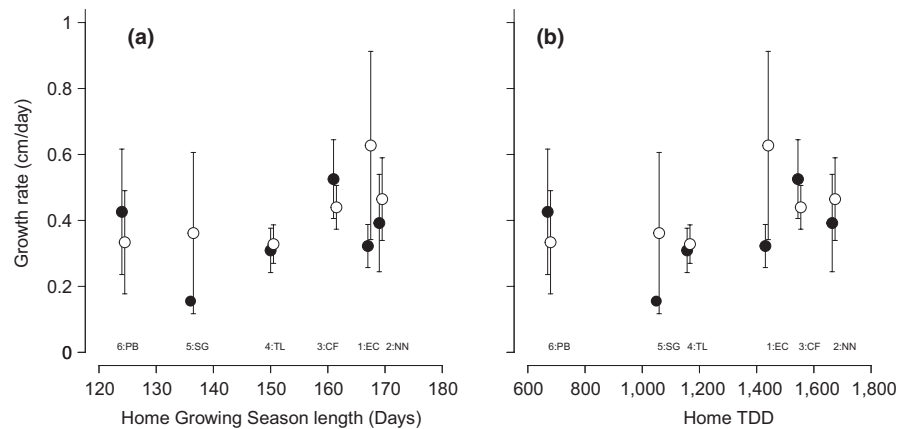 (a) (b)
Growth rate (cm/day)
1
0.8
0.6
0.4
0.2
0
6:PB 5:SG 4:TL 3:CF 1:EC 2:NN
120 130 140 150 160 170 180
Home Growing Season length (Days)
6:PB 5:SG 4:TL 1:EC 3:CF 2:NN
600 800 1,000 1,200 1,400 1,600 1,800
Home TDD